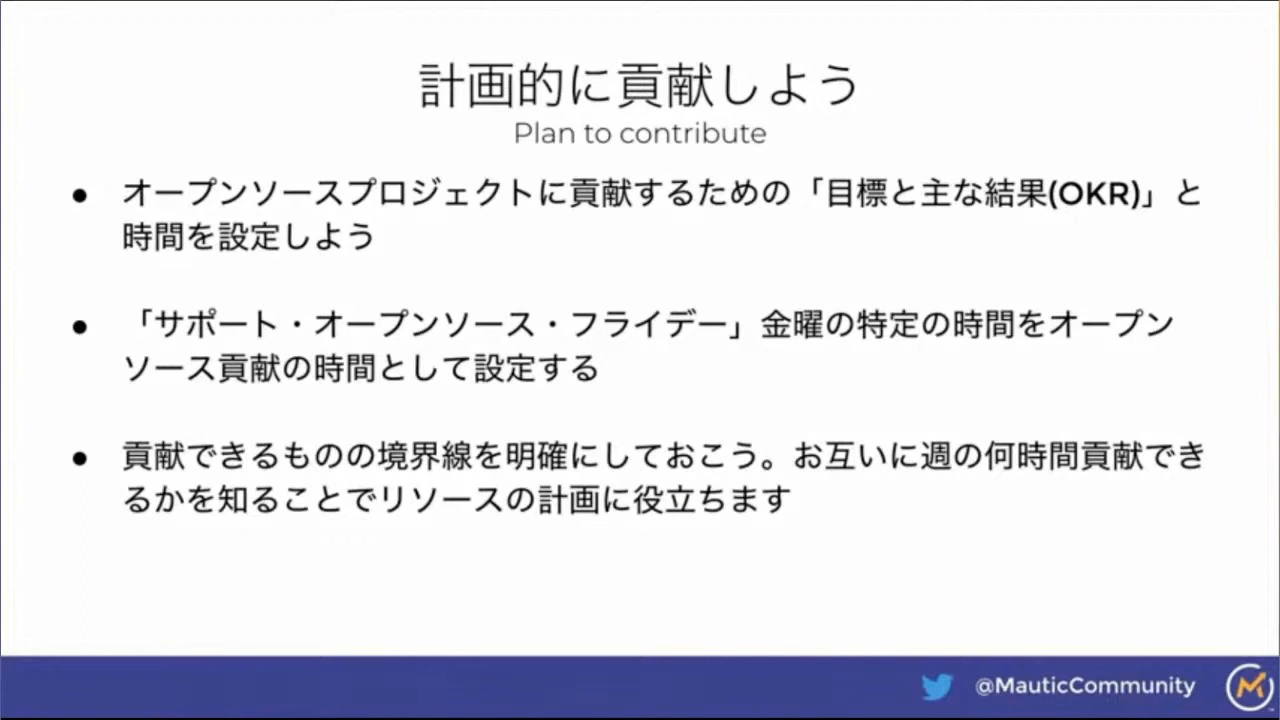 計画的に貢献しよう
Plan to contribute
● オープンソースプロジェクトに貢献するための「目標と主な結果(OKR)」と
時間を設定しよう
● 「サポート・オープンソース・フライデー」金曜の特定の時間をオープン
ソース貢献の時間として設定する
● 貢献できるものの境界線を明確にしておこう。お互いに週の何時間貢献でき
るかを知ることでリソースの計画に役立ちます
@MauticCommunity